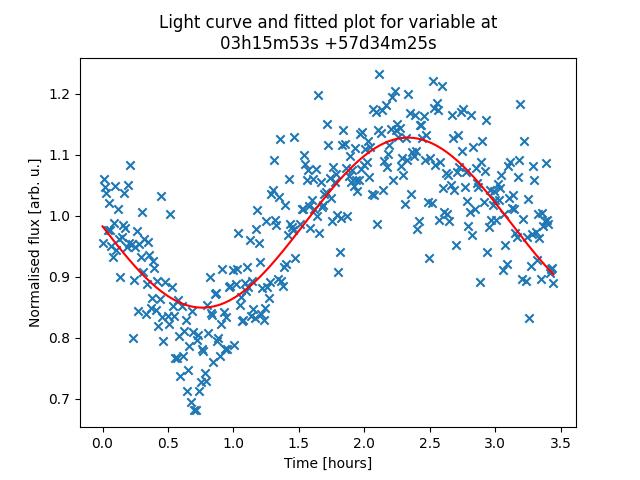 Light curve and fitted plot for variable at
03h15m53s +57d34m25s
Normalised flux [arb. u.]
1.2
1.1
1.0
0.9
0.8
0.7
0.0 0.5 1.0 1.5 2.0 2.5 3.0 3.5
Time [hours]